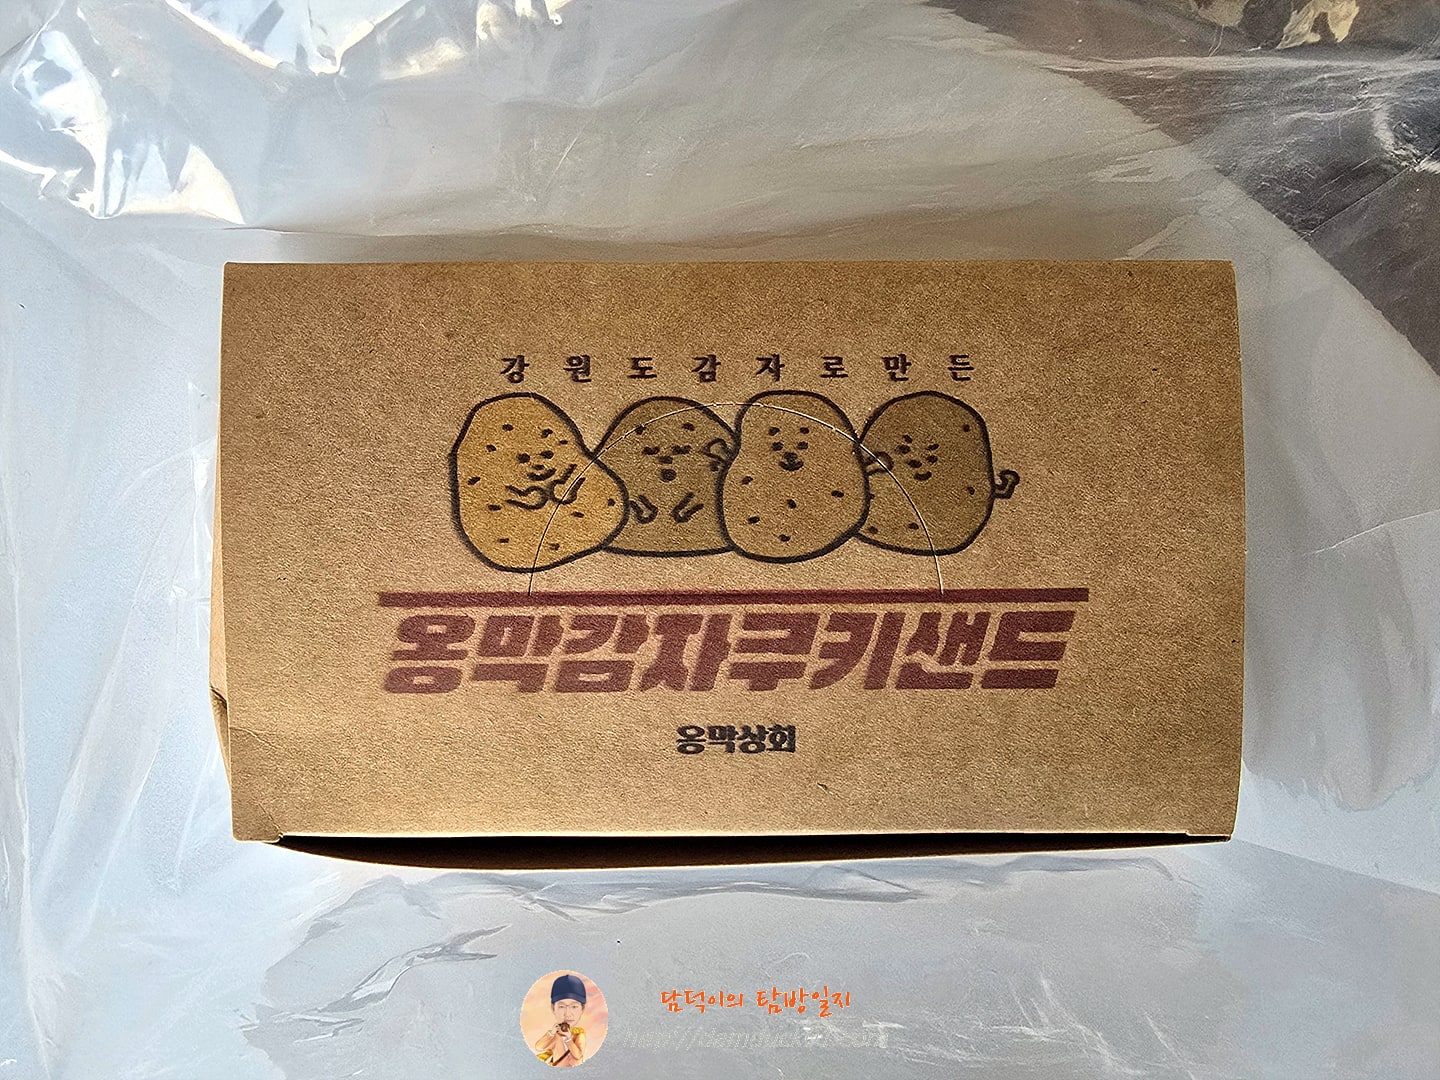 강원도감자로만든
옹막감자쿠키샌드
옹막상회
담덕이의 탐방일지